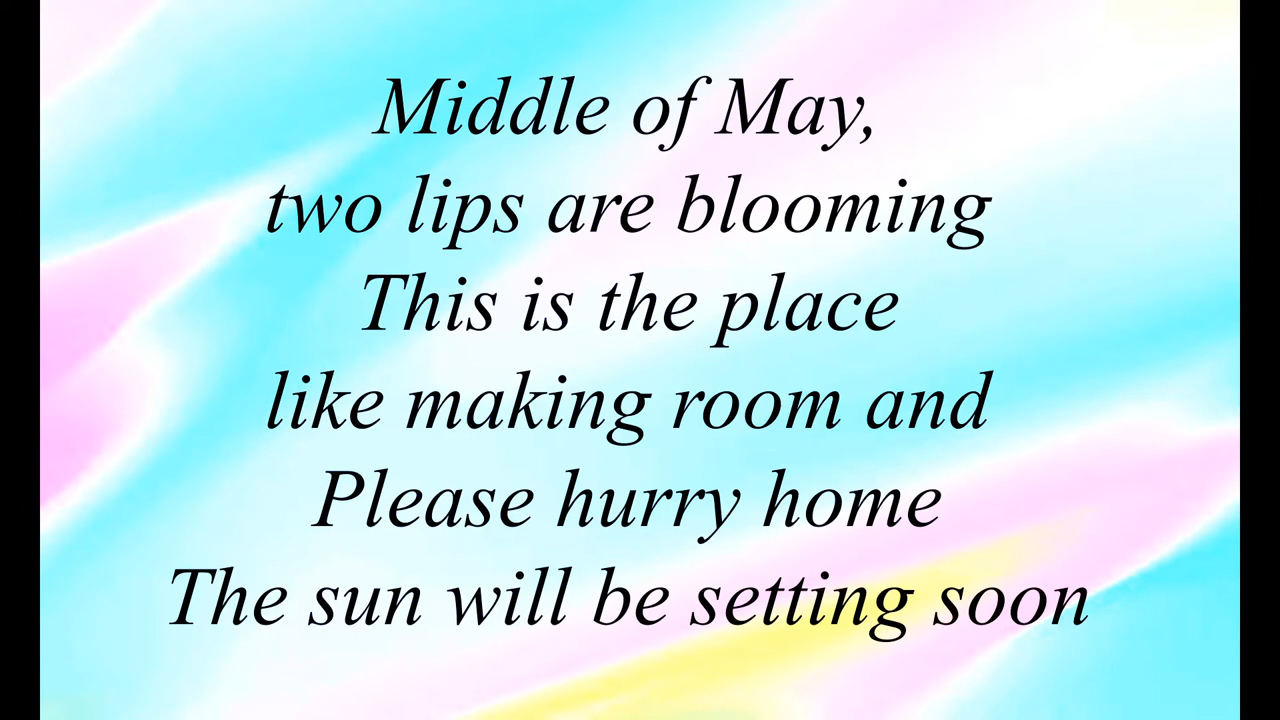 Middle of May,
two lips are blooming
This is the place
like making room and
Please hurry home
The sun will be setting soon